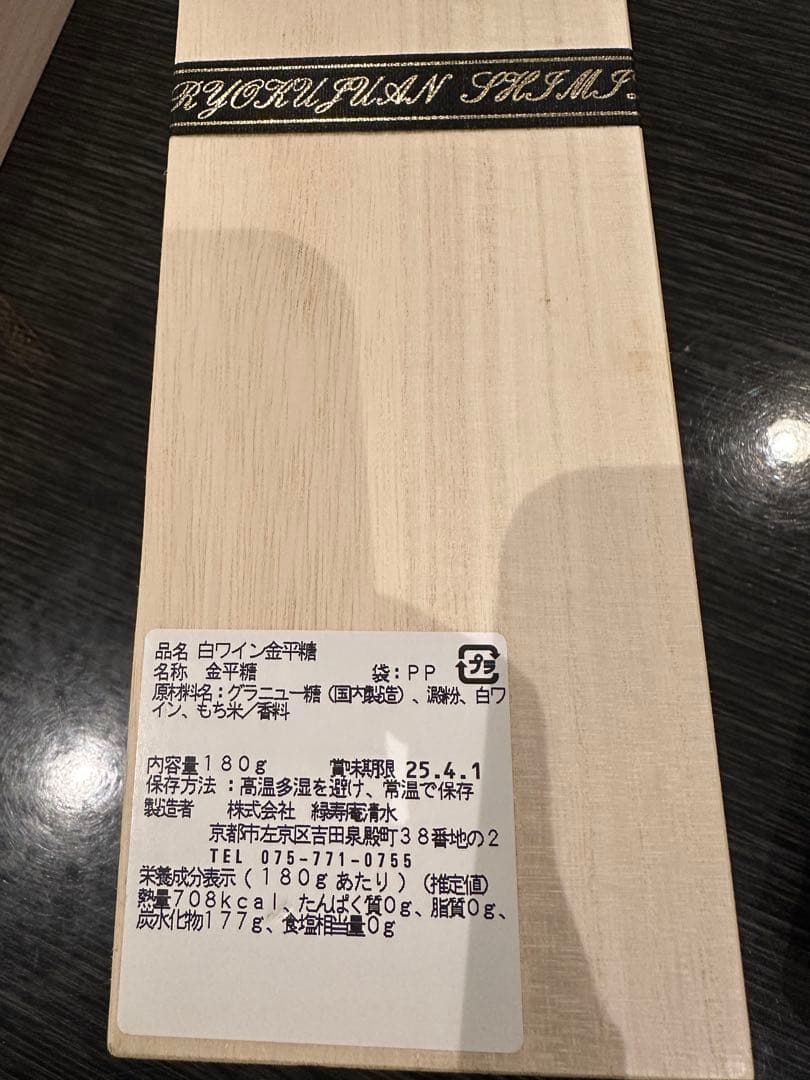 RYOKUJUAN SHIMI
品名 白ワイン金平糖
名称 金平糖 袋:PP プラ
原材料名:グラニュー糖(国内製造)、澱粉、白ワ
イン、もち米/香料
内容量180g 賞味期限 25.4.1
保存方法:高温多湿を避け、常温で保存
製造者 株式会社 緑寿庵清水
京都市左京区吉田泉殿町38番地の2
TEL 075-771-0755
栄養成分表示(180gあたり)(推定値)
熱量708kcal、たんぱく質0g、脂質0g、
炭水化物177g、食塩相当量0g